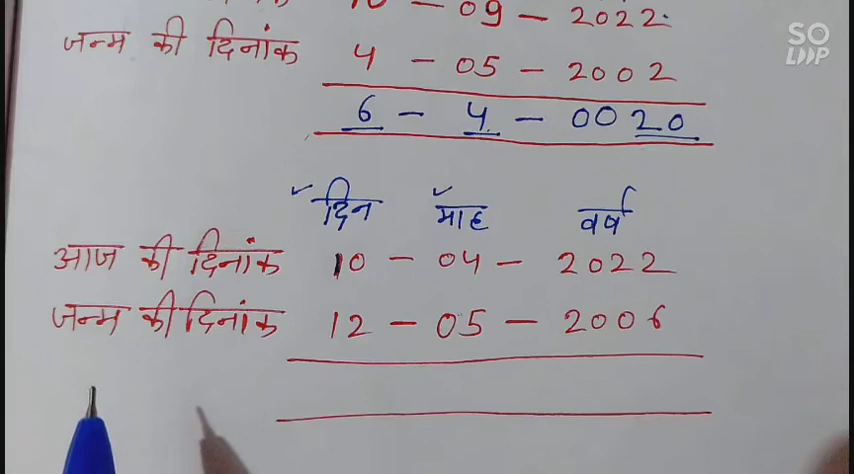 10 - 09 - 2022
SO
LOOP
जन्म की दिनांक 4 - 05 - 2002
6 - 4 - 0020
दिन माह वर्ष
आज की दिनांक 10 - 04 - 2022
जन्म की दिनांक 12 - 05 - 2006